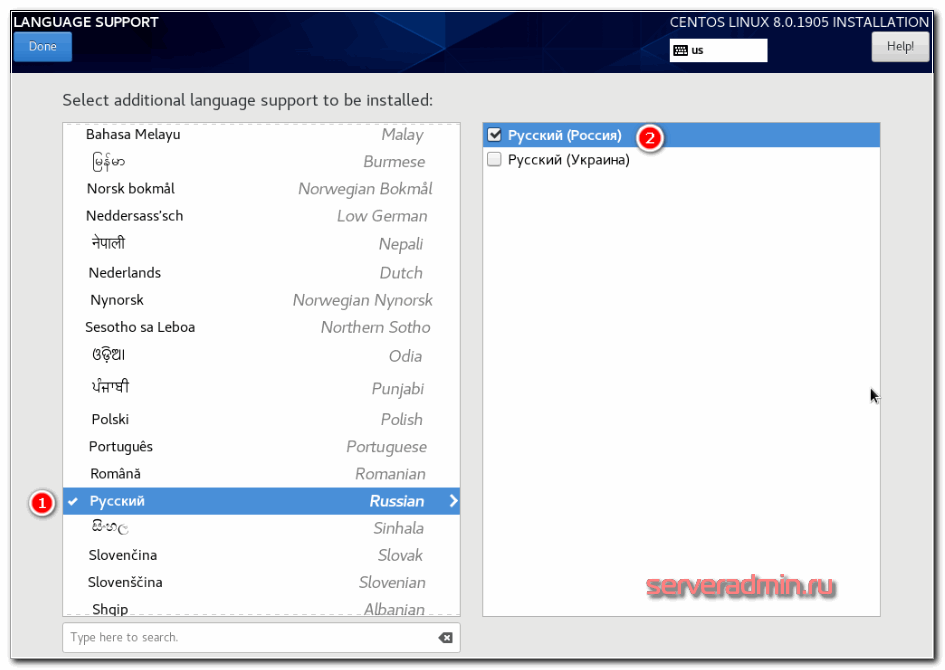 LANGUAGE SUPPORT
CENTOS LINUX 8.0.1905 INSTALLATION
Done
us
Help!
Select additional language support to be installed:
Bahasa Melayu Malay
မြန်မာ Burmese
Norsk bokmål Norwegian Bokmål
Neddersass'sch Low German
नेपाली Nepali
Nederlands Dutch
Nynorsk Norwegian Nynorsk
Sesotho sa Leboa Northern Sotho
ଓଡ଼ିଆ Odia
ਪੰਜਾਬੀ Punjabi
Polski Polish
Português Portuguese
Română Romanian
1 Русский Russian
සිංහල Sinhala
Slovenčina Slovak
Slovenščina Slovenian
Shqip Albanian
Type here to search.
Русский (Россия) 2
Русский (Украина)
serveradmin.ru